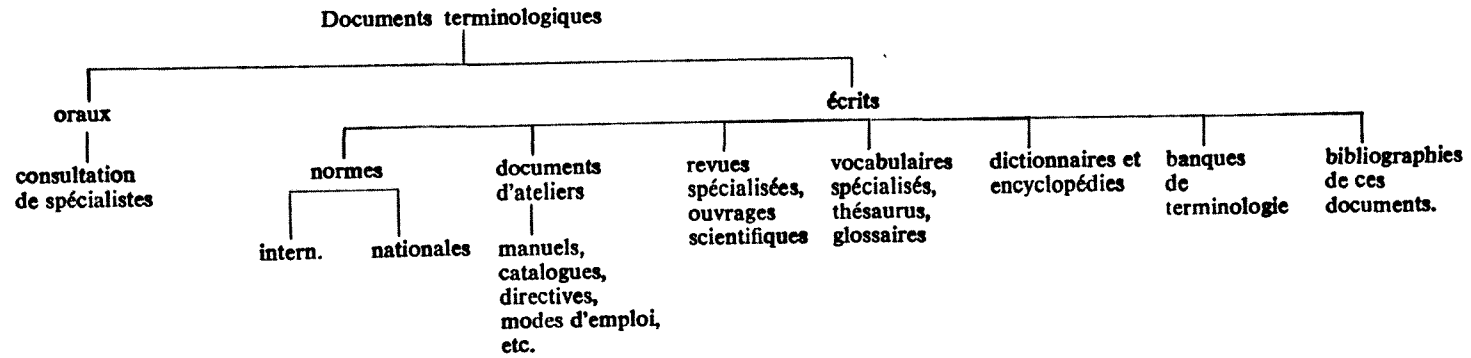 Documents terminologiques
oraux
écrits
consultation
de spécialistes
normes
intern.
nationales
documents
d'ateliers
manuels,
catalogues,
directives,
modes d'emploi,
etc.
revues
spécialisées,
ouvrages
scientifiques
vocabulaires
spécialisés,
thésaurus,
glossaires
dictionnaires et
encyclopédies
banques
de
terminologie
bibliographies
de ces
documents.